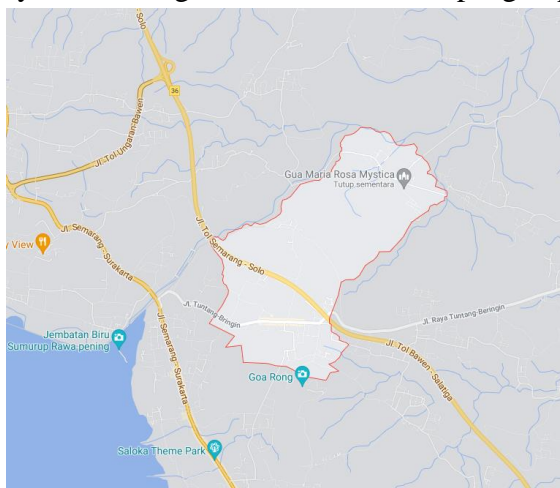 36
Jl. Tol Ungaran-Bawen
Gua Maria Rosa Mystica
Tutup sementara
Jl. Tol Semarang - Solo
Jl. Semarang - Surakarta
y View
Jl. Tuntang-Bringin
Jl. Raya Tuntang-Beringin
Jembatan Biru
Sumurup Rawa pening
Jl. Semarang - Surakarta
Jl. Tol Bawen - Salatiga
Goa Rong
Saloka Theme Park